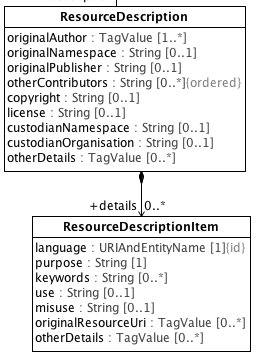 ResourceDescription
originalAuthor : TagValue [1..*]
originalNamespace : String [0..1]
originalPublisher : String [0..1]
otherContributors : String [0..*]{ordered}
copyright : String [0..1]
license : String [0..1]
custodianNamespace : String [0..1]
custodianOrganisation : String [0..1]
otherDetails : TagValue [0..*]
+details 0..*
ResourceDescriptionItem
language : URIAndEntityName [1]{id}
purpose : String [1]
keywords : String [0..*]
use : String [0..1]
misuse : String [0..1]
originalResourceUri : TagValue [0..*]
otherDetails : TagValue [0..*]